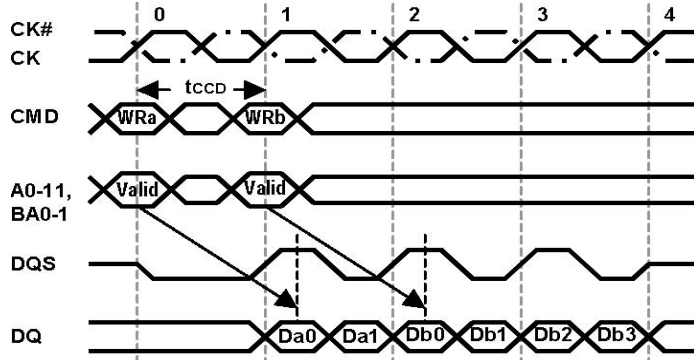 0 1 2 3 4
CK#
CK
tCCD
CMD WRa WRb
A0-11, Valid Valid
BA0-1
DQS
DQ Da0 Da1 Db0 Db1 Db2 Db3